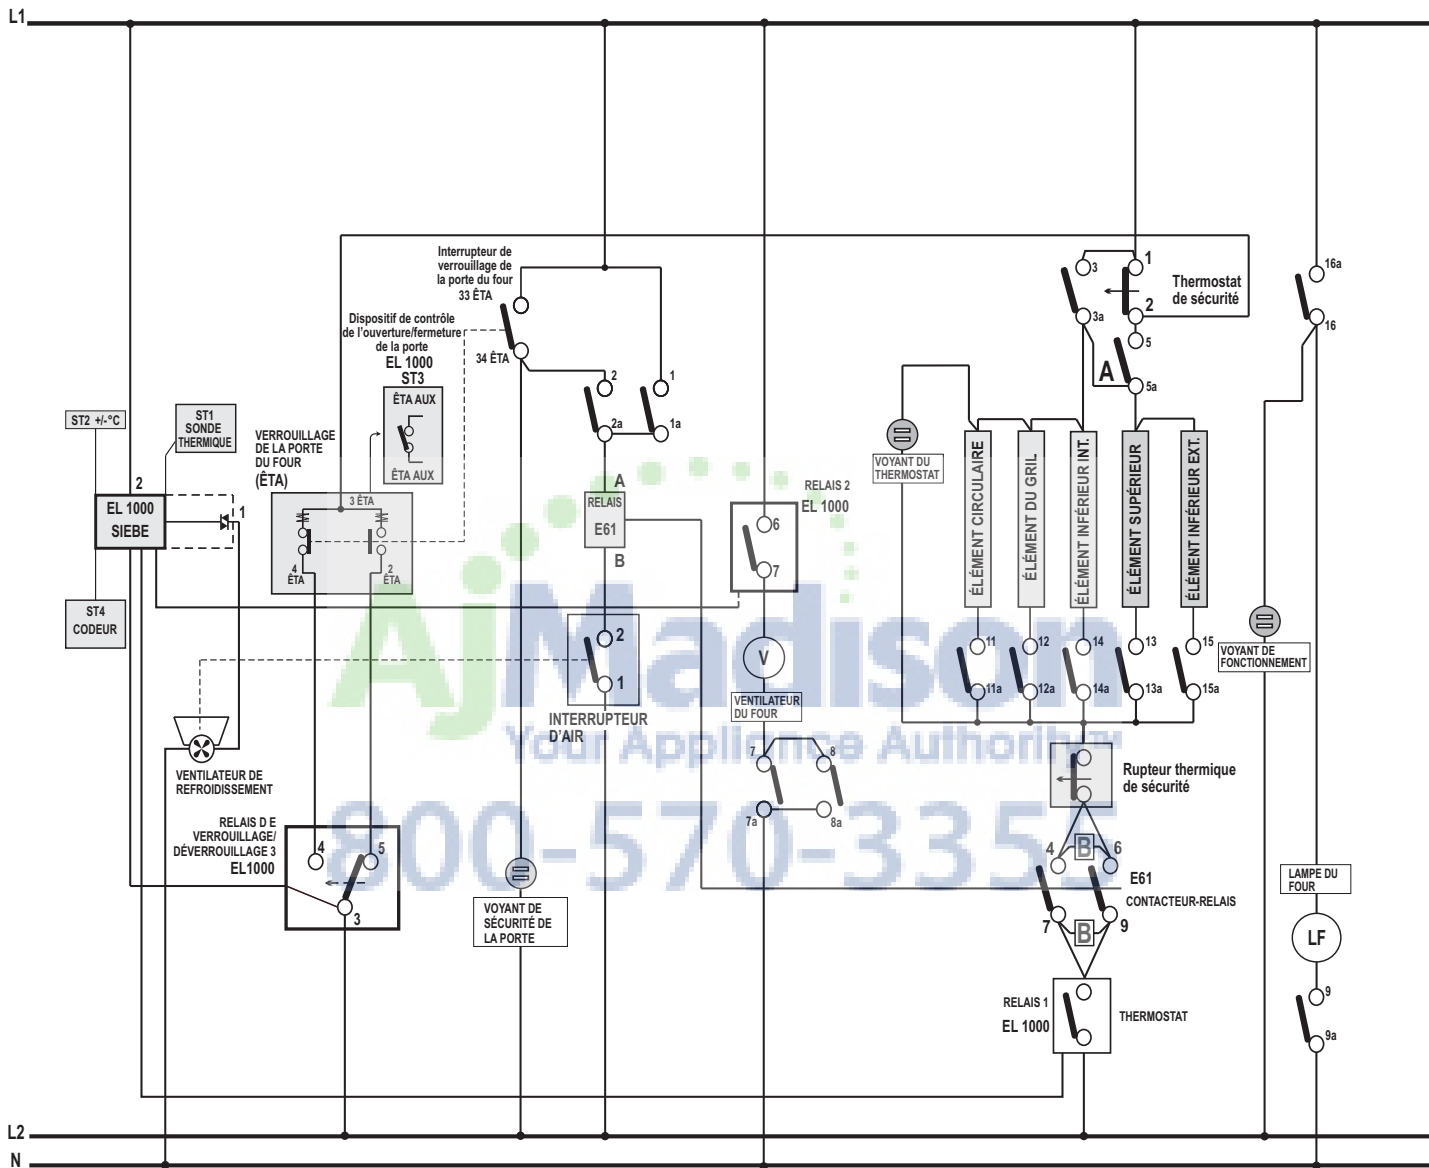 L1
Interrupteur de
verrouillage de
la porte du four
33 ÊTA
Dispositif de contrôle
de l'ouverture/fermeture
de la porte
EL 1000
ST3
34 ÊTA
ÊTA AUX
ÊTA AUX
ST2 +/-°C
ST1
SONDE
THERMIQUE
VERROUILLAGE
DE LA PORTE
DU FOUR
(ÊTA)
3 ÊTA
4
ÊTA
2
ÊTA
2
EL 1000
SIEBE
1
ST4
CODEUR
VENTILATEUR DE
REFROIDISSEMENT
RELAIS D E
VERROUILLAGE/
DÉVERROUILLAGE 3
EL1000
4
5
3
2
1
2a
1a
A
RELAIS
E61
B
2
1
INTERRUPTEUR
D'AIR
VOYANT DE
SÉCURITÉ DE
LA PORTE
RELAIS 2
EL 1000
6
7
V
VENTILATEUR
DU FOUR
7
8
7a
8a
3
1
Thermostat
de sécurité
3a
2
5
A
5a
VOYANT DU
THERMOSTAT
ÉLÉMENT CIRCULAIRE
ÉLÉMENT DU GRIL
ÉLÉMENT INFÉRIEUR INT.
ÉLÉMENT SUPÉRIEUR
ÉLÉMENT INFÉRIEUR EXT.
11
12
14
13
15
11a
12a
14a
13a
15a
Rupteur thermique
de sécurité
4
B
6
E61
CONTACTEUR-RELAIS
7
B
9
RELAIS 1
EL 1000
THERMOSTAT
16a
16
VOYANT DE
FONCTIONNEMENT
LAMPE DU
FOUR
LF
9
9a
L2
N
AjMadison
Your Appliance Authority™
800-570-3355